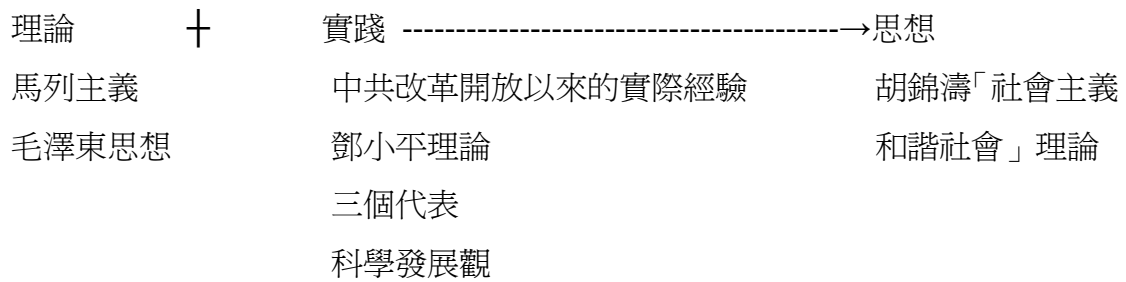 理論 ＋ 實踐 ----------------------------------------→思想
馬列主義 中共改革開放以來的實際經驗 胡錦濤「社會主義
毛澤東思想 鄧小平理論 和諧社會」理論
三個代表
科學發展觀